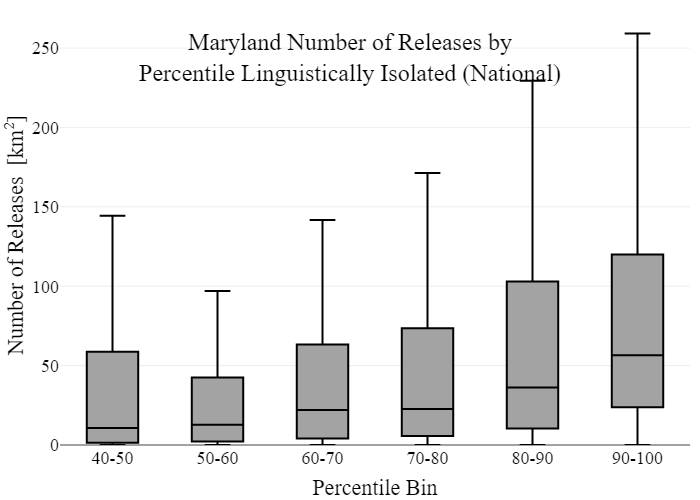 Maryland Number of Releases by
Percentile Linguistically Isolated (National)
Number of Releases [km²]
250
200
150
100
50
0
40-50 50-60 60-70 70-80 80-90 90-100
Percentile Bin